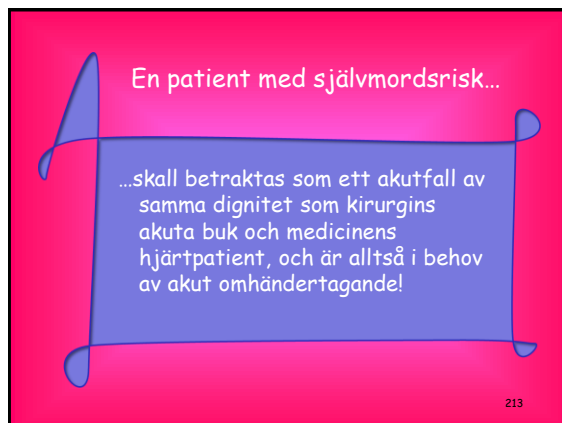 En patient med självmordsrisk…
…skall betraktas som ett akutfall av
samma dignitet som kirurgins
akuta buk och medicinens
hjärtpatient, och är alltså i behov
av akut omhändertagande!
213